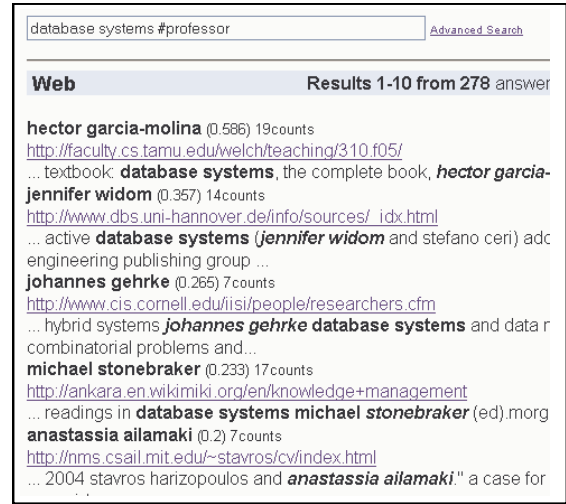 database systems #professor Advanced Search
Web Results 1-10 from 278 answer
hector garcia-molina (0.586) 19counts
http://faculty.cs.tamu.edu/welch/teaching/310.f05/
... textbook: database systems, the complete book, hector garcia-
jennifer widom (0.357) 14counts
http://www.dbs.uni-hannover.de/info/sources/_idx.html
... active database systems (jennifer widom and stefano ceri) adc
engineering publishing group ...
johannes gehrke (0.265) 7counts
http://www.cis.cornell.edu/iisi/people/researchers.cfm
... hybrid systems johannes gehrke database systems and data
combinatorial problems and...
michael stonebraker (0.233) 17counts
http://ankara.en.wikimiki.org/en/knowledge+management
... readings in database systems michael stonebraker (ed).morg
anastassia ailamaki (0.2) 7counts
http://nms.csail.mit.edu/~stavros/cv/index.html
... 2004 stavros harizopoulos and anastassia ailamaki." a case for